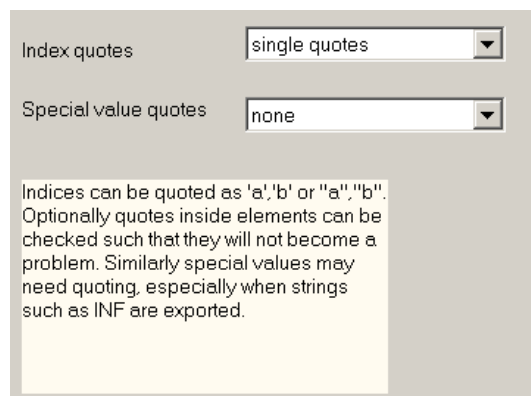 Index quotes
single quotes
Special value quotes
none
Indices can be quoted as 'a','b' or "a","b".
Optionally quotes inside elements can be
checked such that they will not become a
problem. Similarly special values may
need quoting, especially when strings
such as INF are exported.